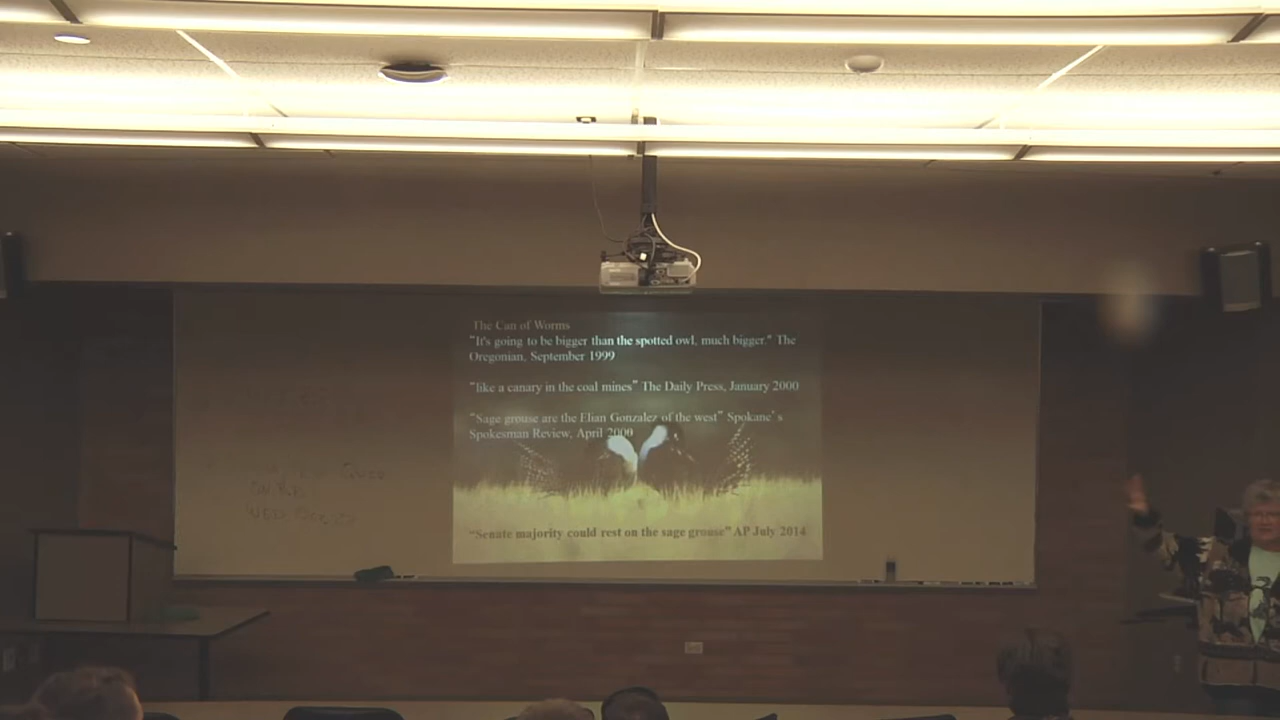 The Can of Worms
"It's going to be bigger than the spotted owl, much bigger." The
Oregonian, September 1999
"like a canary in the coal mines" The Daily Press, January 2000
"Sage grouse are the Elian Gonzalez of the west" Spokane's
Spokesman Review, April 2000
"Senate majority could rest on the sage grouse" AP July 2014